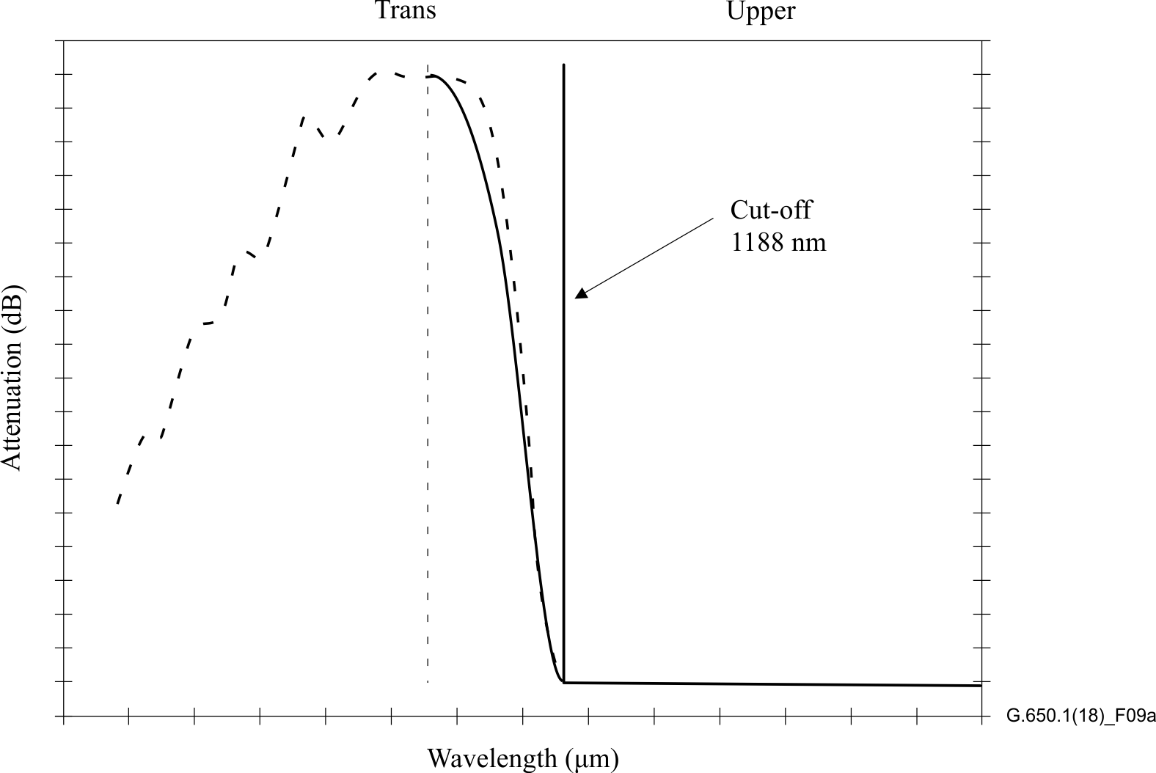 Trans
Upper
Cut-off
1188 nm
Attenuation (dB)
G.650.1(18)_F09a
Wavelength (μm)